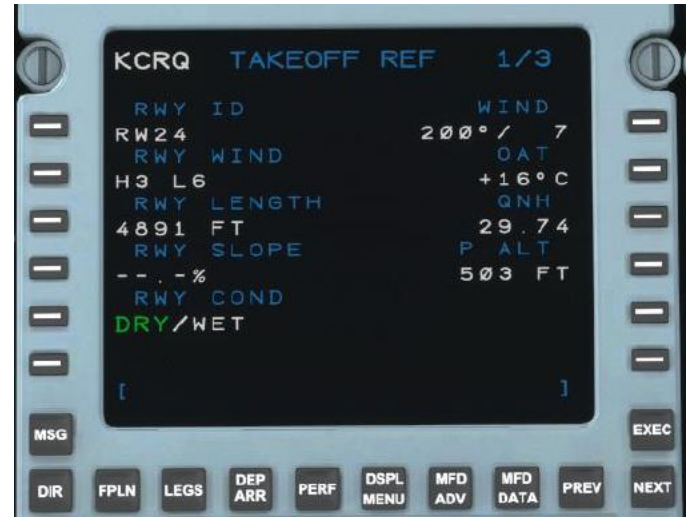 KCRQ TAKEOFF REF 1/3
RWY ID WIND
RW24 200°/ 7
RWY WIND OAT
H3 L6 +16°C
RWY LENGTH QNH
4891 FT 29.74
RWY SLOPE P ALT
--.-% 503 FT
RWY COND
DRY/WET
[ ]
MSG EXEC
DIR FPLN LEGS DEP ARR PERF DSPL MENU MFD ADV MFD DATA PREV NEXT